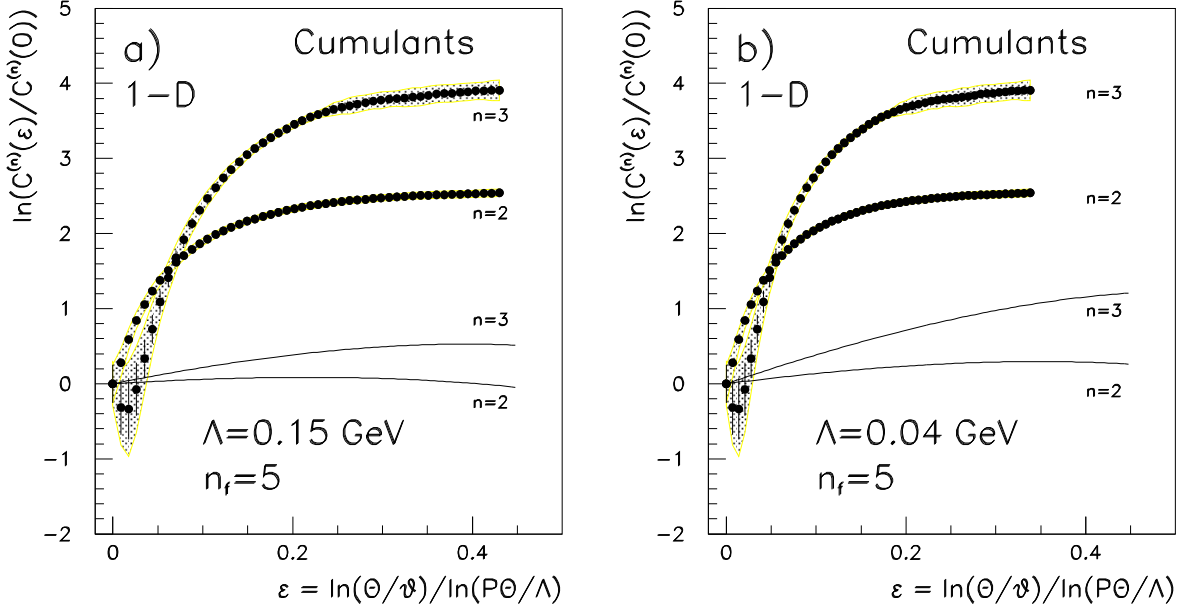 ln(C⁽ⁿ⁾(ε)/C⁽ⁿ⁾(0))
5
4
3
2
1
0
−1
−2
a)
Cumulants
1−D
n=3
n=2
n=3
n=2
Λ=0.15 GeV
n_f=5
0
0.2
0.4
ε = ln(Θ/ϑ)/ln(PΘ/Λ)
ln(C⁽ⁿ⁾(ε)/C⁽ⁿ⁾(0))
5
4
3
2
1
0
−1
−2
b)
Cumulants
1−D
n=3
n=2
n=3
n=2
Λ=0.04 GeV
n_f=5
0
0.2
0.4
ε = ln(Θ/ϑ)/ln(PΘ/Λ)